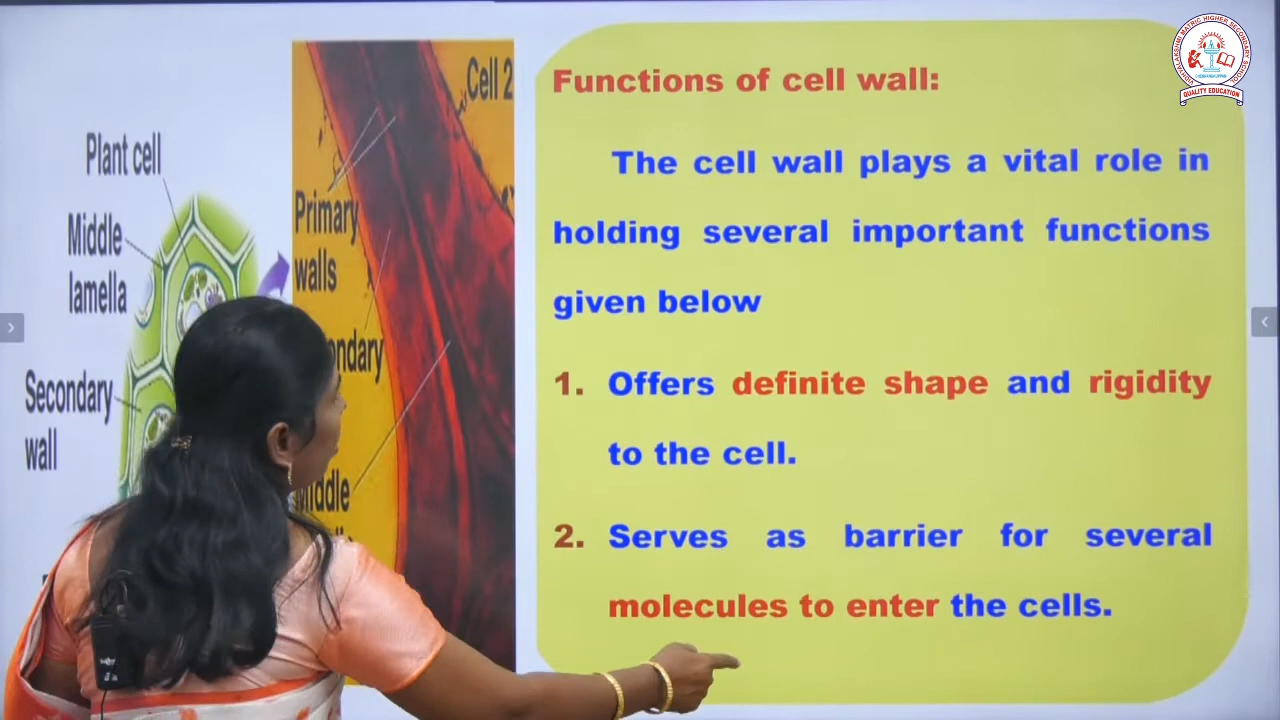 Plant cell
Middle
lamella
Secondary
wall
Cell 2
Primary
walls
ondary
Middle
Functions of cell wall:
The cell wall plays a vital role in
holding several important functions
given below
1. Offers definite shape and rigidity
to the cell.
2. Serves as barrier for several
molecules to enter the cells.
QUALITY EDUCATION